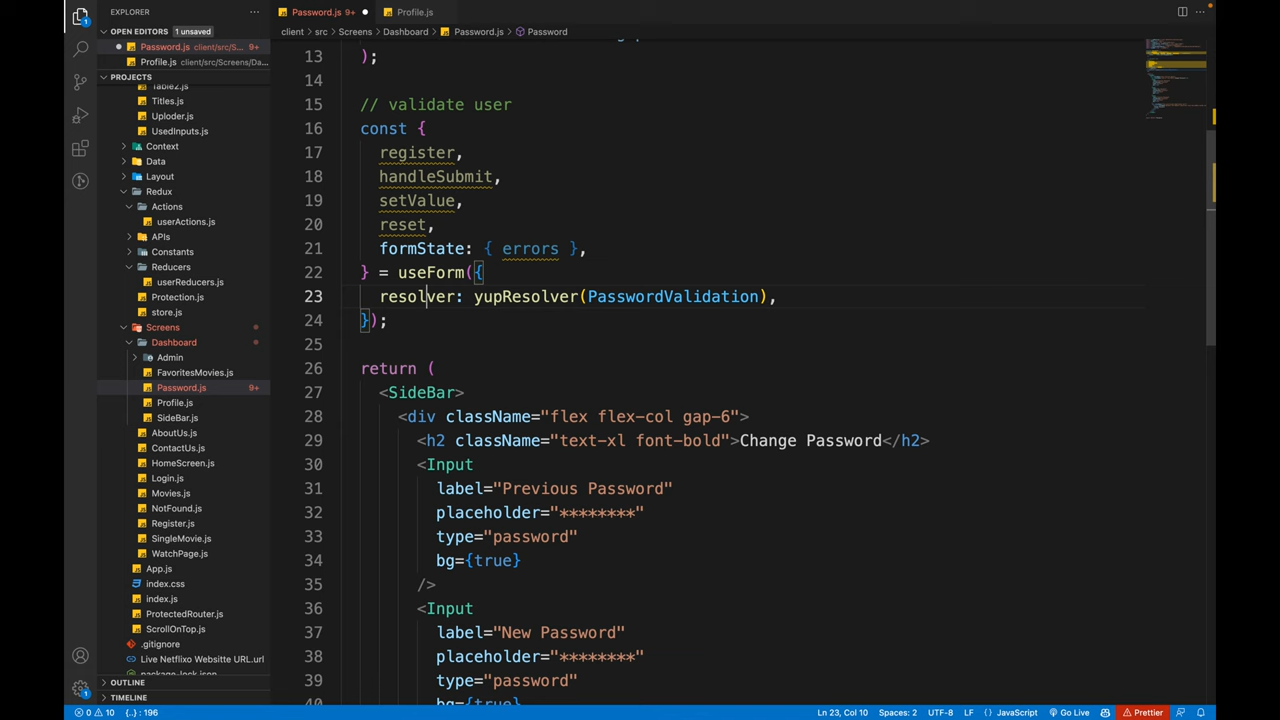 EXPLORER
Password.js 9+
Profile.js
OPEN EDITORS 1 unsaved
client > src > Screens > Dashboard > Password.js > Password
Password.js client/src/S... 9+
Profile.js client/src/Screens/Da...
PROJECTS
Table2.js
Titles.js
Uploder.js
UsedInputs.js
Context
Data
Layout
Redux
Actions
userActions.js
APIs
Constants
Reducers
userReducers.js
Protection.js
store.js
Screens
Dashboard
Admin
FavoritesMovies.js
Password.js 9+
Profile.js
SideBar.js
AboutUs.js
ContactUs.js
HomeScreen.js
Login.js
Movies.js
NotFound.js
Register.js
SingleMovie.js
WatchPage.js
App.js
index.css
index.js
ProtectedRouter.js
ScrollOnTop.js
.gitignore
Live Netflixo Websitte URL.url
package-lock.json
OUTLINE
TIMELINE
13 );
14
15 // validate user
16 const {
17 register,
18 handleSubmit,
19 setValue,
20 reset,
21 formState: { errors },
22 } = useForm({
23 resolver: yupResolver(PasswordValidation),
24 });
25
26 return (
27 <SideBar>
28 <div className="flex flex-col gap-6">
29 <h2 className="text-xl font-bold">Change Password</h2>
30 <Input
31 label="Previous Password"
32 placeholder="********"
33 type="password"
34 bg={true}
35 />
36 <Input
37 label="New Password"
38 placeholder="********"
39 type="password"
40 bg={true}
0 10 {..} : 196 Ln 23, Col 10 Spaces: 2 UTF-8 LF {} JavaScript Go Live Prettier